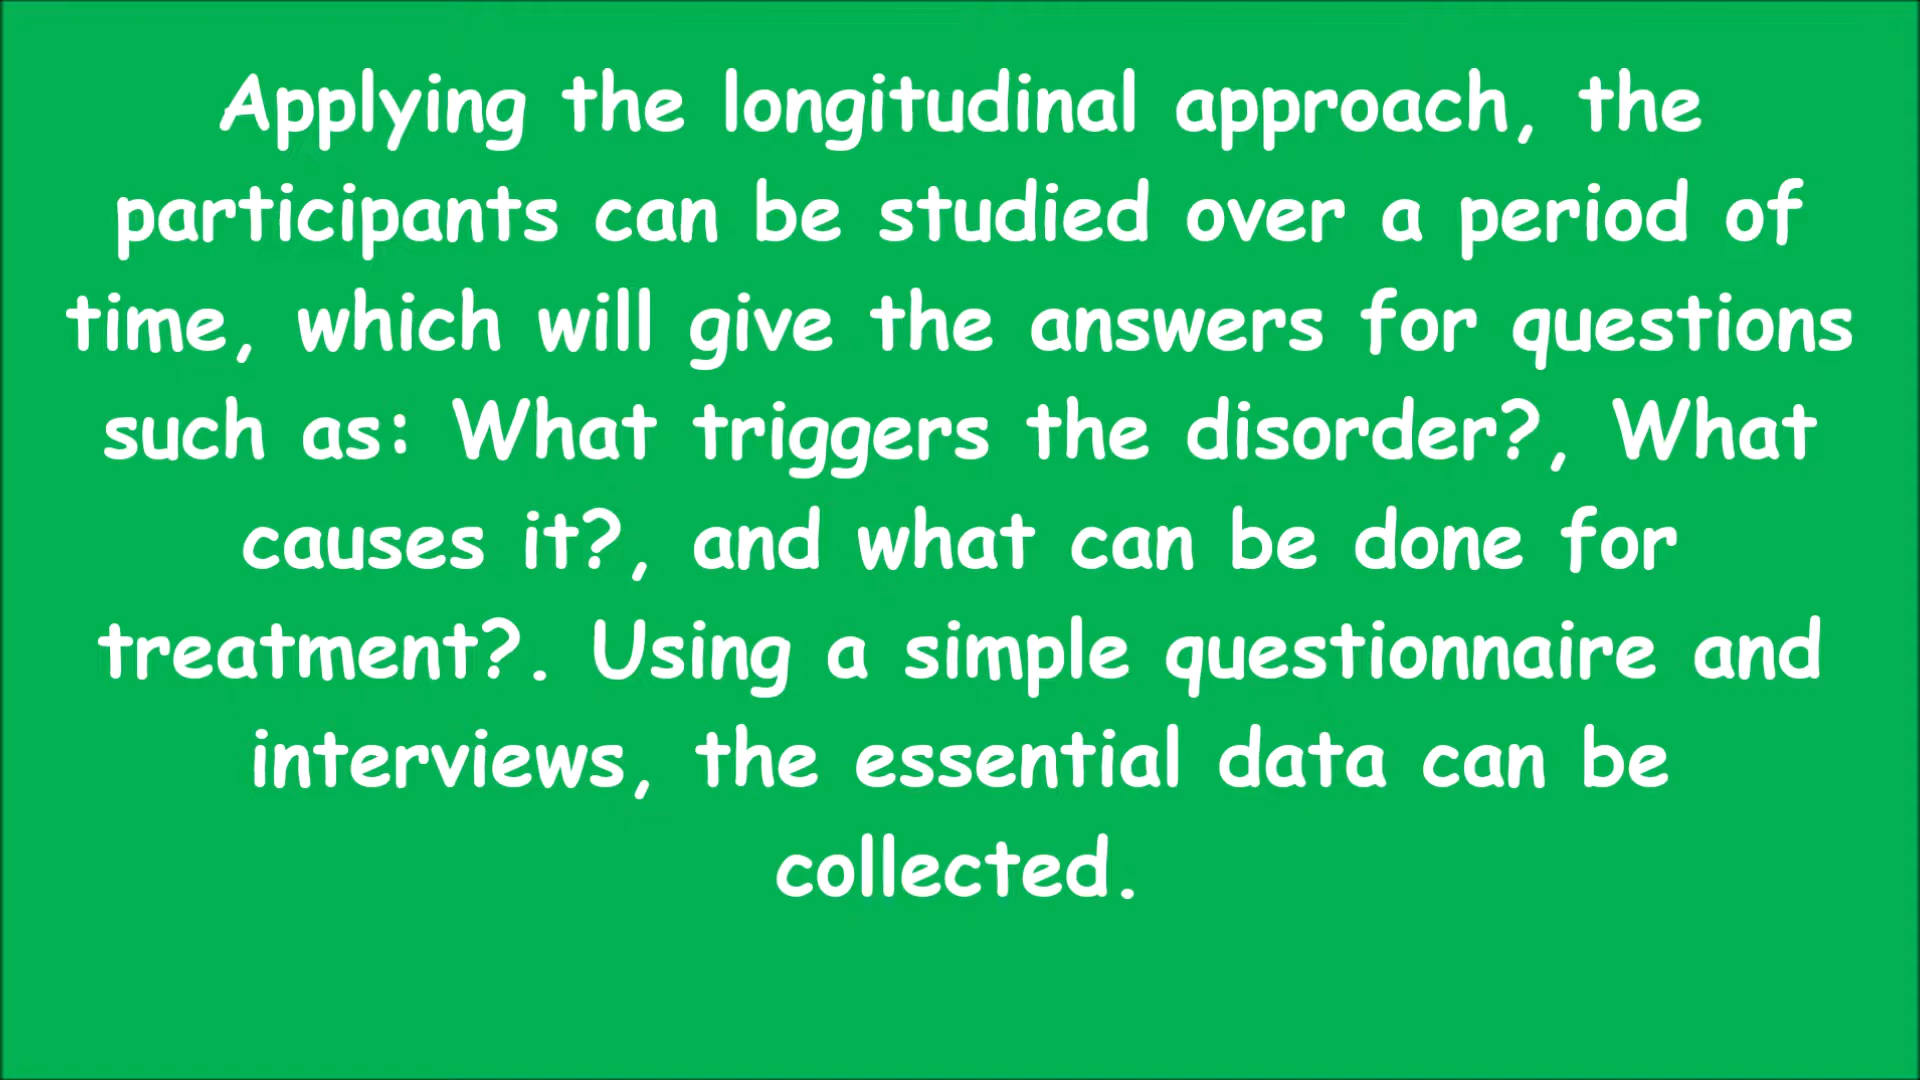 Applying the longitudinal approach, the
participants can be studied over a period of
time, which will give the answers for questions
such as: What triggers the disorder?, What
causes it?, and what can be done for
treatment?. Using a simple questionnaire and
interviews, the essential data can be
collected.